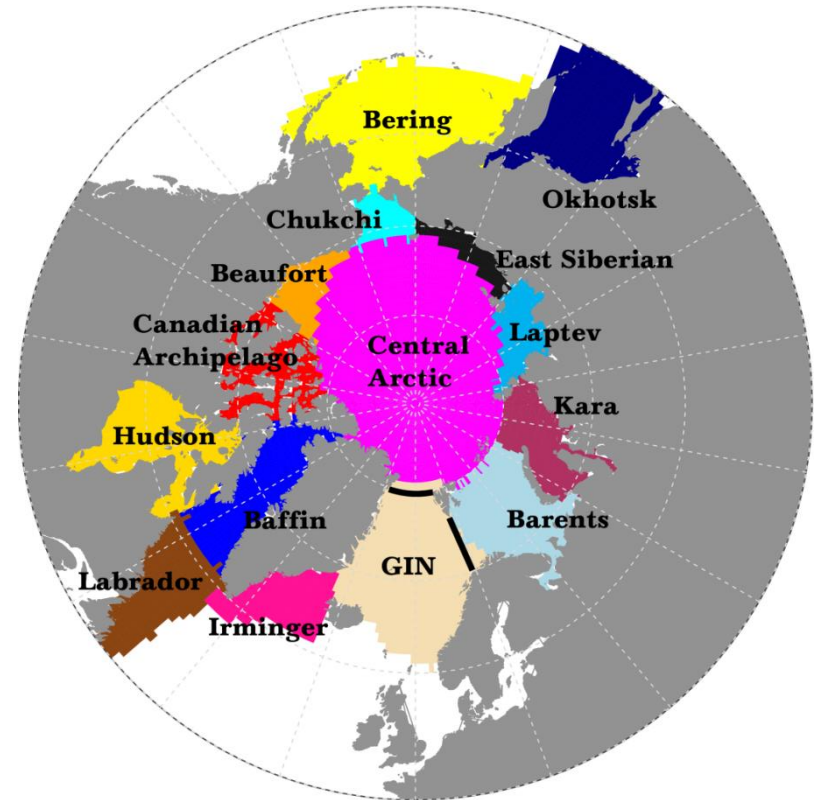 Bering
Okhotsk
Chukchi
East Siberian
Beaufort
Canadian
Archipelago
Laptev
Central
Arctic
Kara
Hudson
Baffin
Barents
GIN
Labrador
Irminger